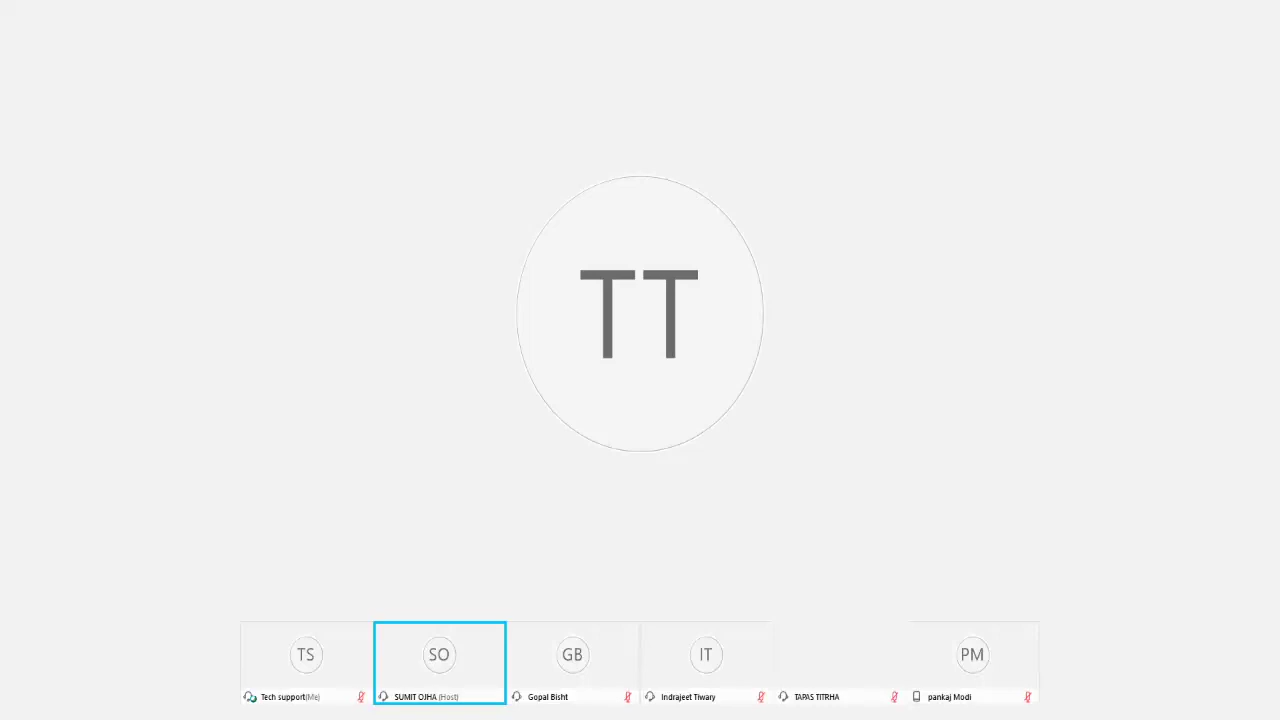 TT
TS
SO
GB
IT
PM
Tech support(Me)
SUMIT OJHA (Host)
Gopal Bisht
Indrajeet Tiwary
TAPAS TITRHA
pankaj Modi